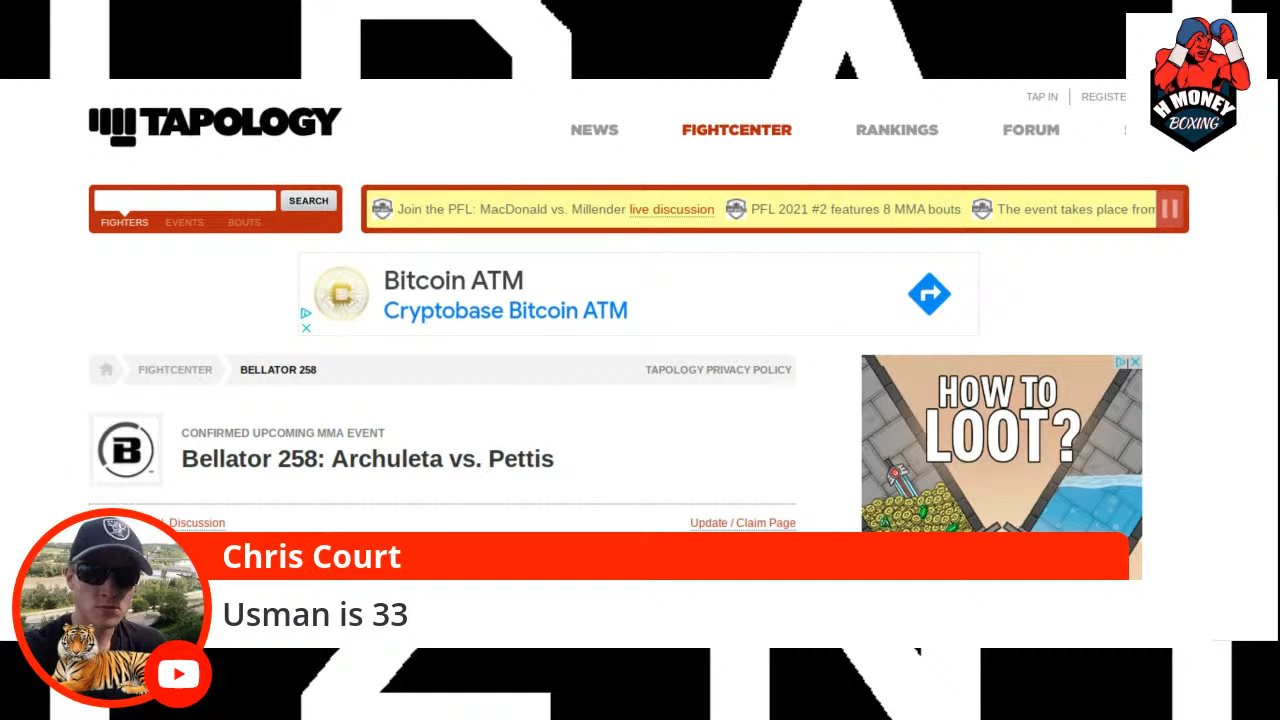 H MONEY
BOXING
TAPOLOGY
TAP IN
REGISTE
NEWS
FIGHTCENTER
RANKINGS
FORUM
SEARCH
FIGHTERS
EVENTS
BOUTS
Join the PFL: MacDonald vs. Millender live discussion
PFL 2021 #2 features 8 MMA bouts
The event takes place from
Bitcoin ATM
Cryptobase Bitcoin ATM
FIGHTCENTER
BELLATOR 258
TAPOLOGY PRIVACY POLICY
HOW TO
LOOT?
B
CONFIRMED UPCOMING MMA EVENT
Bellator 258: Archuleta vs. Pettis
Discussion
Update / Claim Page
Chris Court
Usman is 33